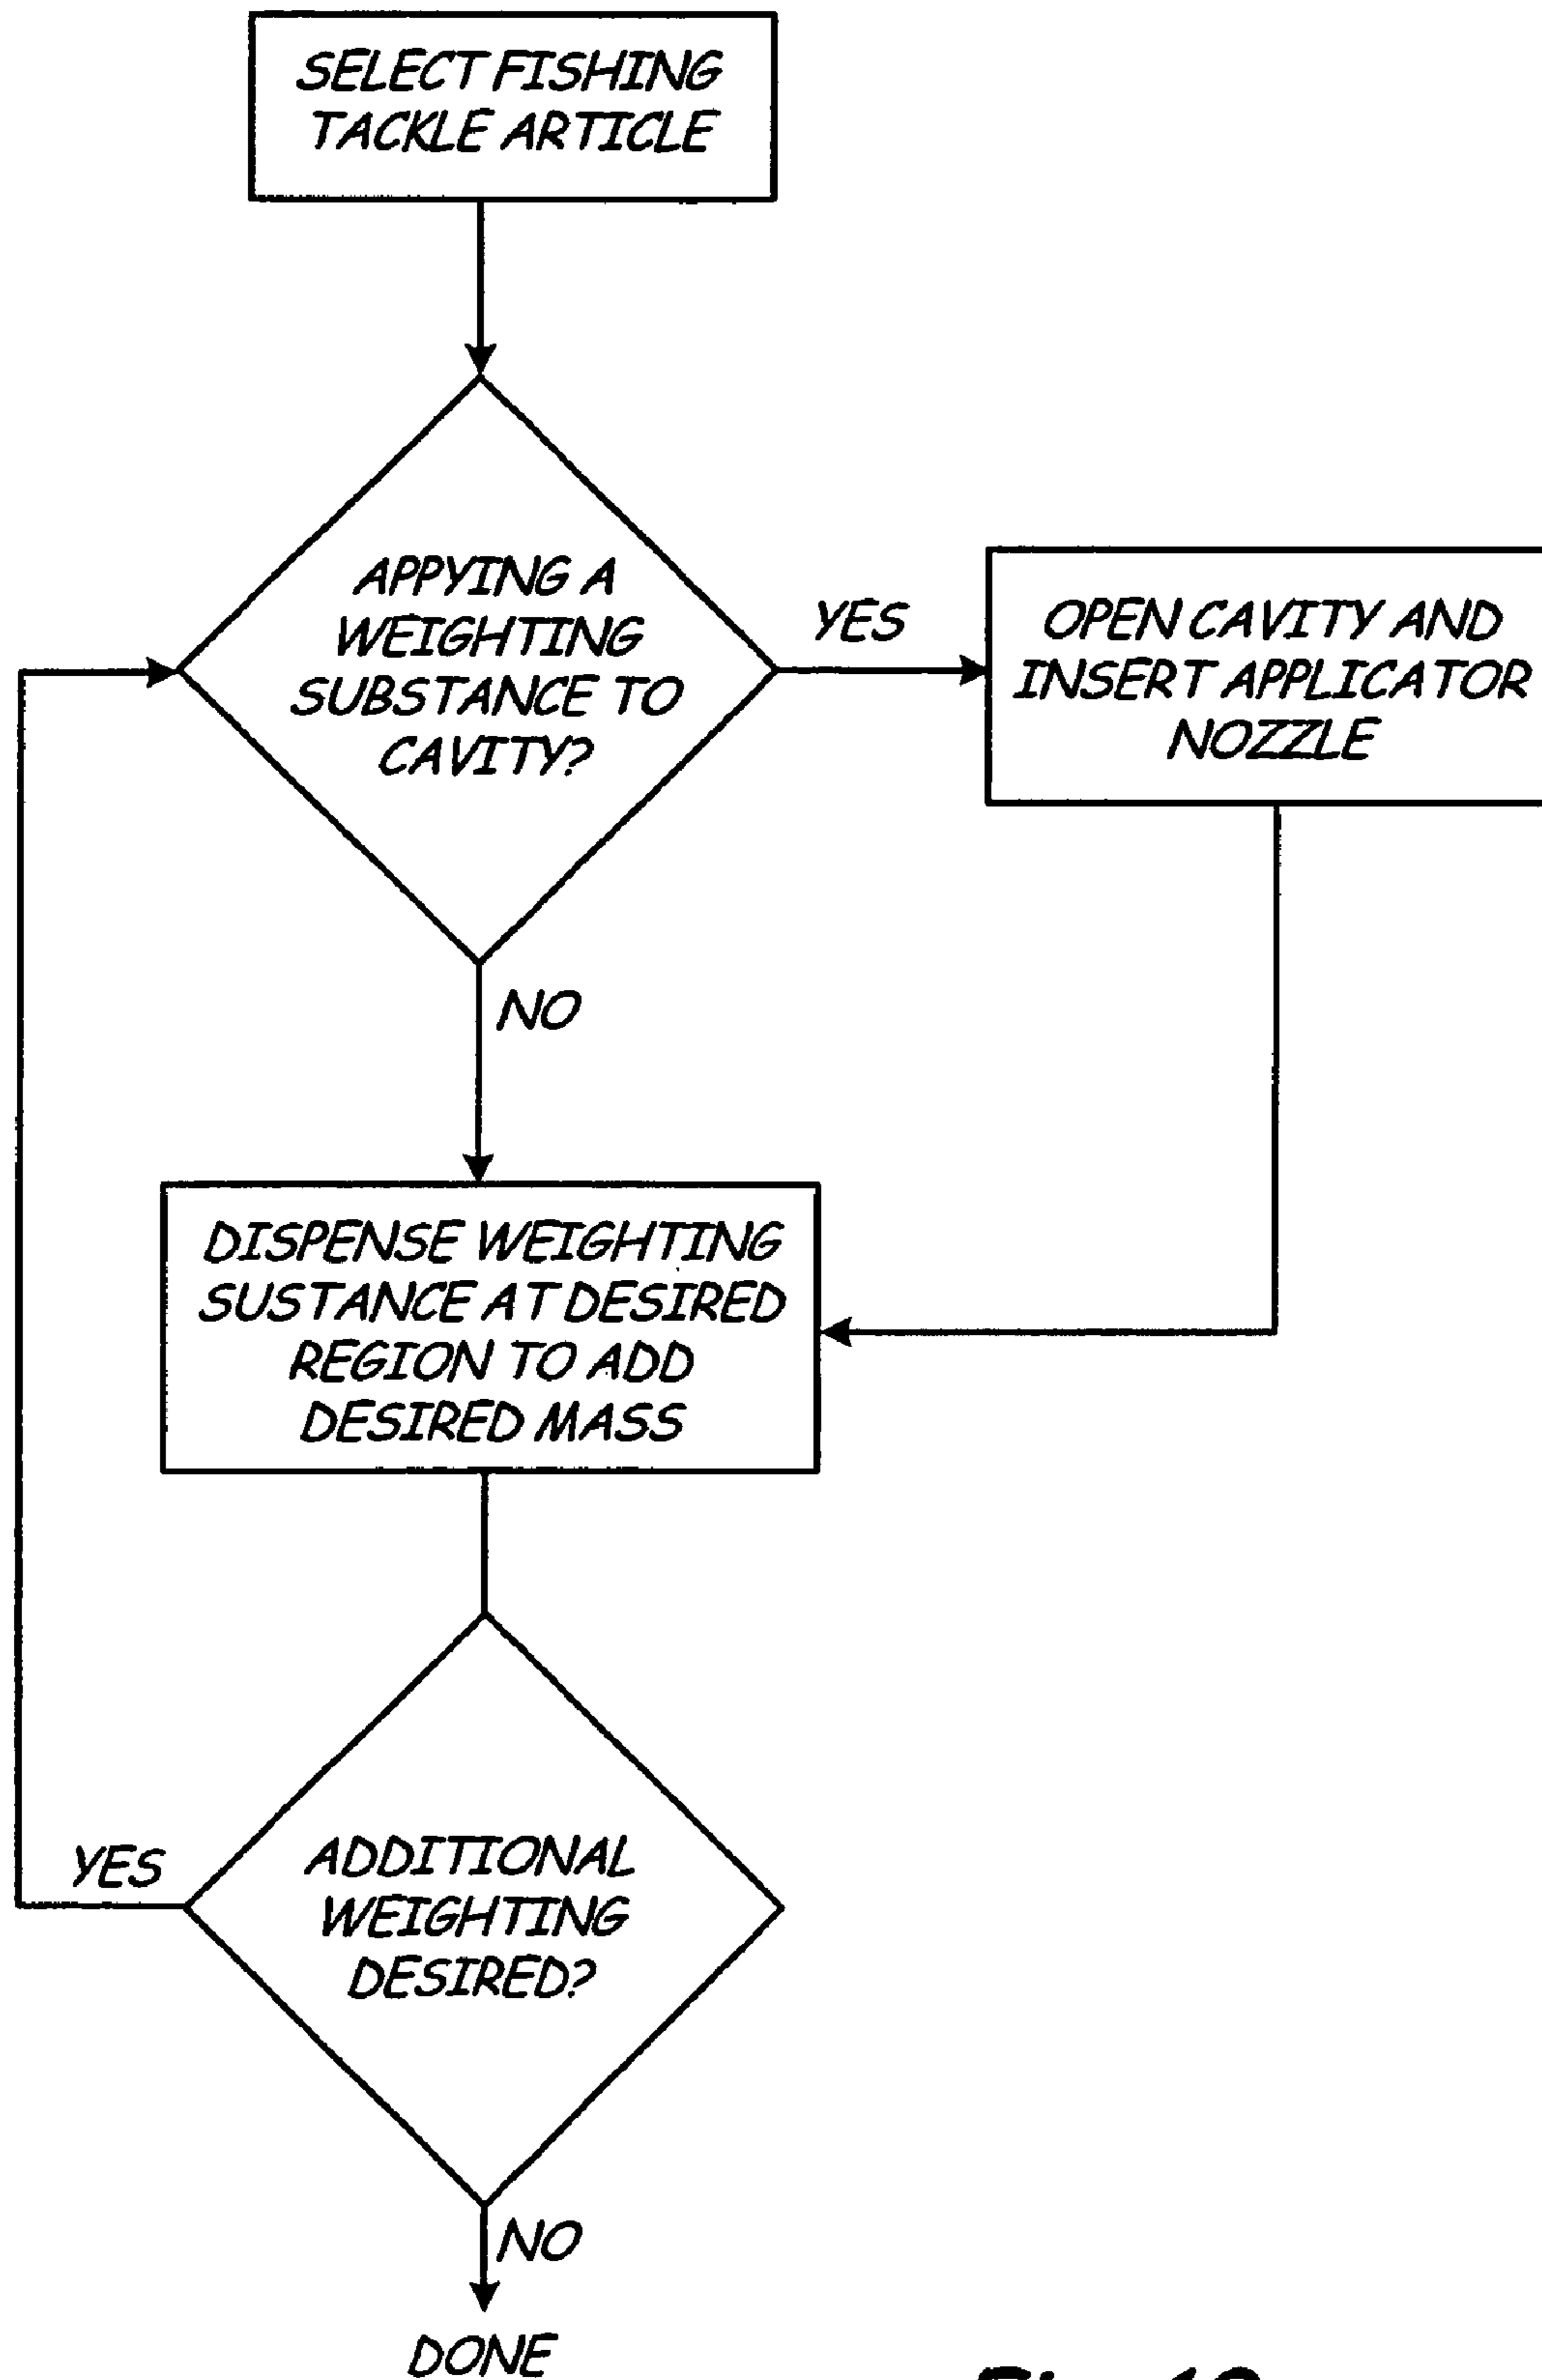 SELECT FISHING
TACKLE ARTICLE
APPYING A
WEIGHTING
SUBSTANCE TO
CAVITY?
YES
OPEN CAVITY AND
INSERT APPLICATOR
NOZZLE
NO
DISPENSE WEIGHTING
SUSTANCE AT DESIRED
REGION TO ADD
DESIRED MASS
YES
ADDITIONAL
WEIGHTING
DESIRED?
NO
DONE